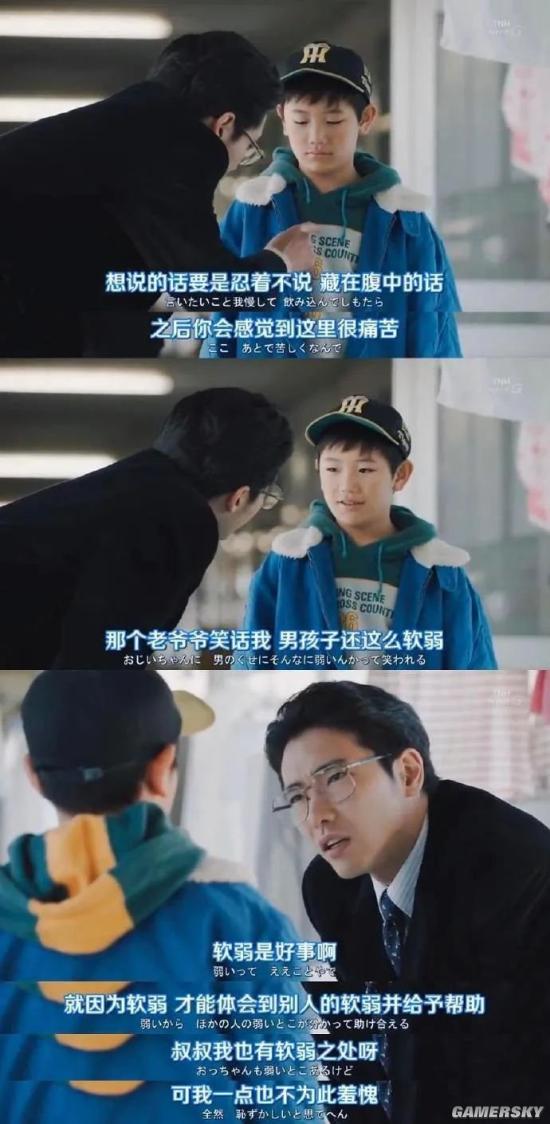 想说的话要是忍着不说 藏在腹中的话
言いたいこと我慢して 飲み込んでしもたら
之后你会感觉到这里很痛苦
ここ あとで苦しくなんで
那个老爷爷笑话我 男孩子还这么软弱
おじいちゃんに 男のくせにそんなに弱いんかって笑われる
软弱是好事啊
弱いって ええことやで
就因为软弱 才能体会到别人的软弱并给予帮助
弱いから ほかの人の弱いとこが分かって助け合える
叔叔我也有软弱之处呀
おっちゃんも弱いとこあるけど
可我一点也不为此羞愧
全然 恥ずかしいと思てへん
GAMERSKY